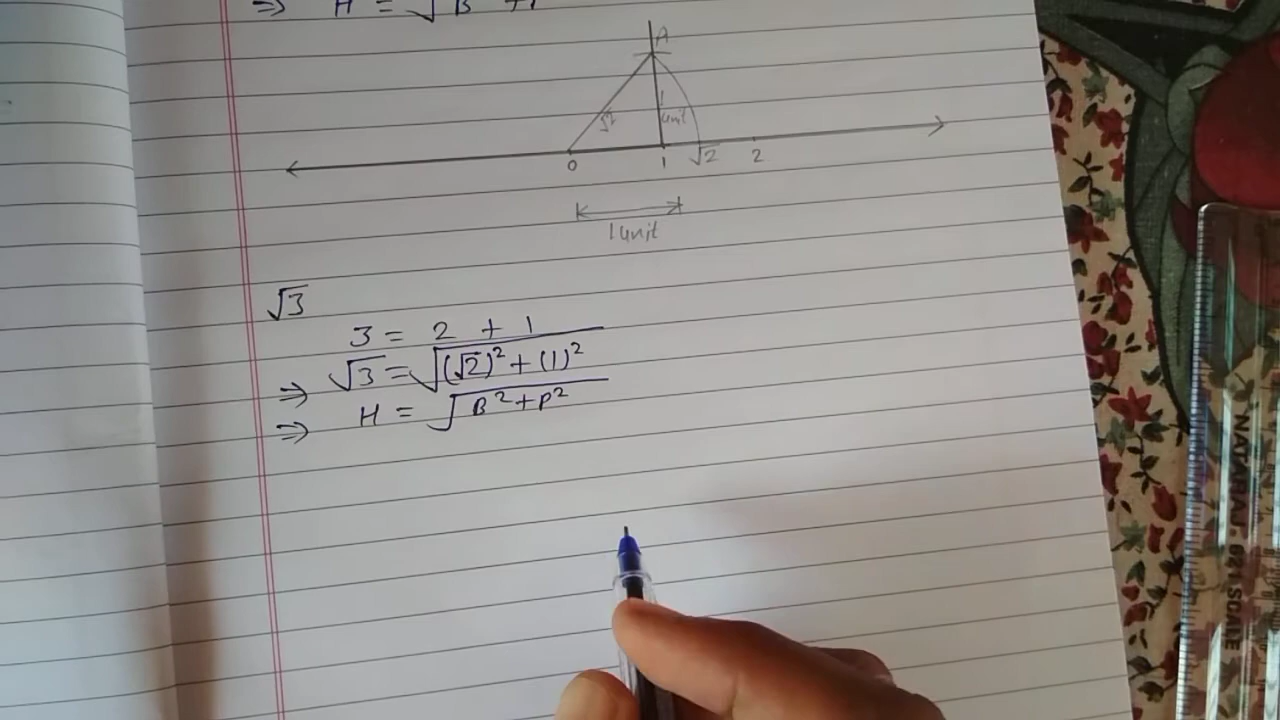 ⇒ H = √B² + P²
A
√2
1 unit
0 1 √2 2
1 unit
√3
3 = 2 + 1
⇒ √3 = √(√2)² + (1)²
⇒ H = √B² + P²
NATARAJ 621 SCALE